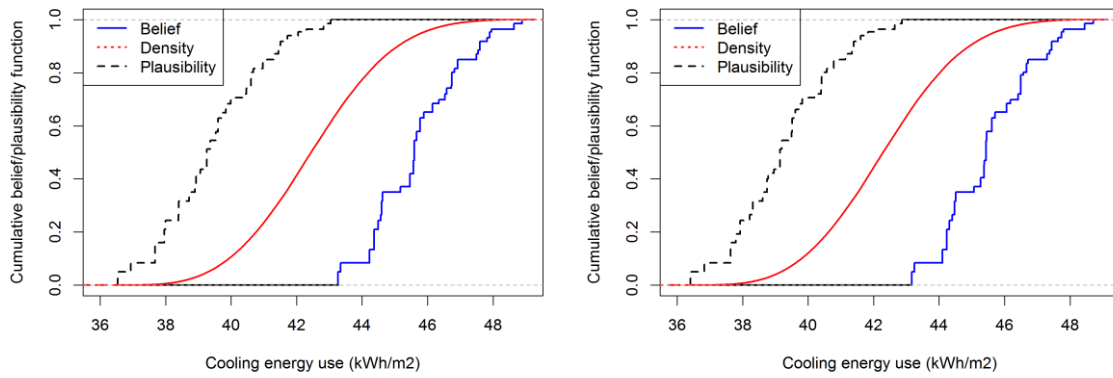 Cumulative belief/plausibility function
1.0
0.8
0.6
0.4
0.2
0.0
Belief
Density
Plausibility
36 38 40 42 44 46 48
Cooling energy use (kWh/m2)
Cumulative belief/plausibility function
1.0
0.8
0.6
0.4
0.2
0.0
Belief
Density
Plausibility
36 38 40 42 44 46 48
Cooling energy use (kWh/m2)